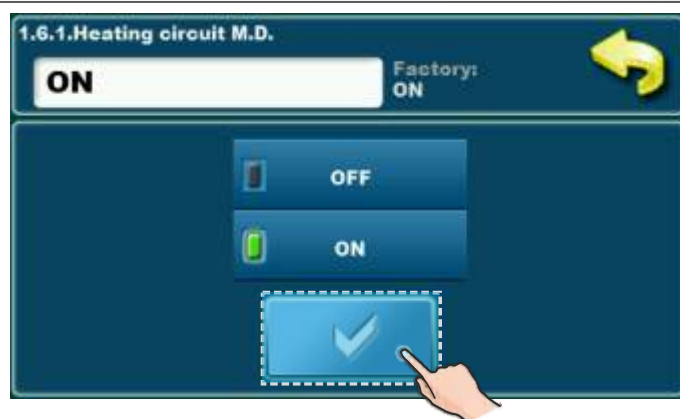 1.6.1.Heating circuit M.D.
ON
Factory:
ON
OFF
ON